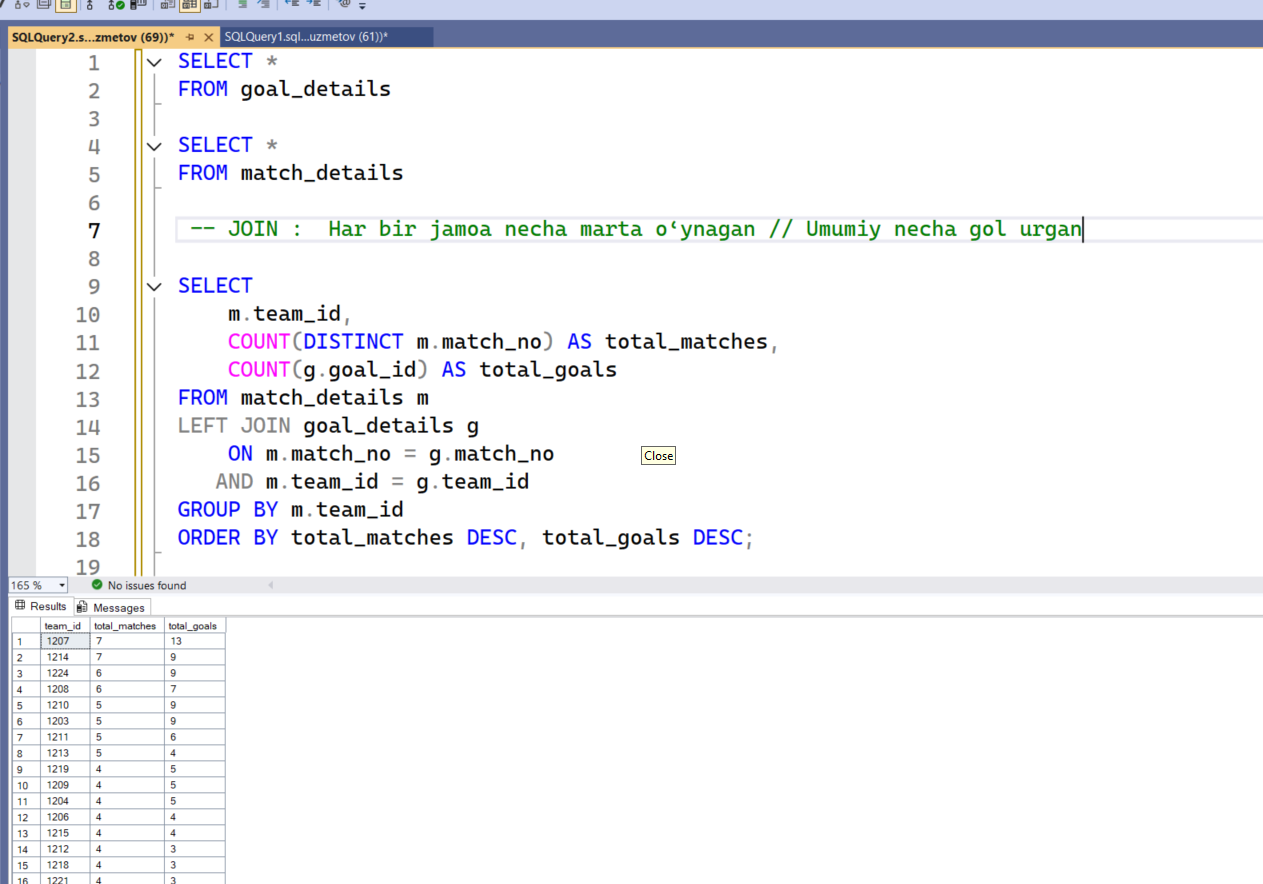 SQLQuery2.s...zmetov (69))*
SQLQuery1.sql...uzmetov (61))*
1 SELECT *
2 FROM goal_details
3
4 SELECT *
5 FROM match_details
6
7 -- JOIN :  Har bir jamoa necha marta o‘ynagan // Umumiy necha gol urgan
8
9 SELECT
10 m.team_id,
11 COUNT(DISTINCT m.match_no) AS total_matches,
12 COUNT(g.goal_id) AS total_goals
13 FROM match_details m
14 LEFT JOIN goal_details g
15 ON m.match_no = g.match_no
Close
16 AND m.team_id = g.team_id
17 GROUP BY m.team_id
18 ORDER BY total_matches DESC, total_goals DESC;
19
165 % No issues found
Results Messages
team_id total_matches total_goals
1 1207 7 13
2 1214 7 9
3 1224 6 9
4 1208 6 7
5 1210 5 9
6 1203 5 9
7 1211 5 6
8 1213 5 4
9 1219 4 5
10 1209 4 5
11 1204 4 5
12 1206 4 4
13 1215 4 4
14 1212 4 3
15 1218 4 3
16 1221 4 3